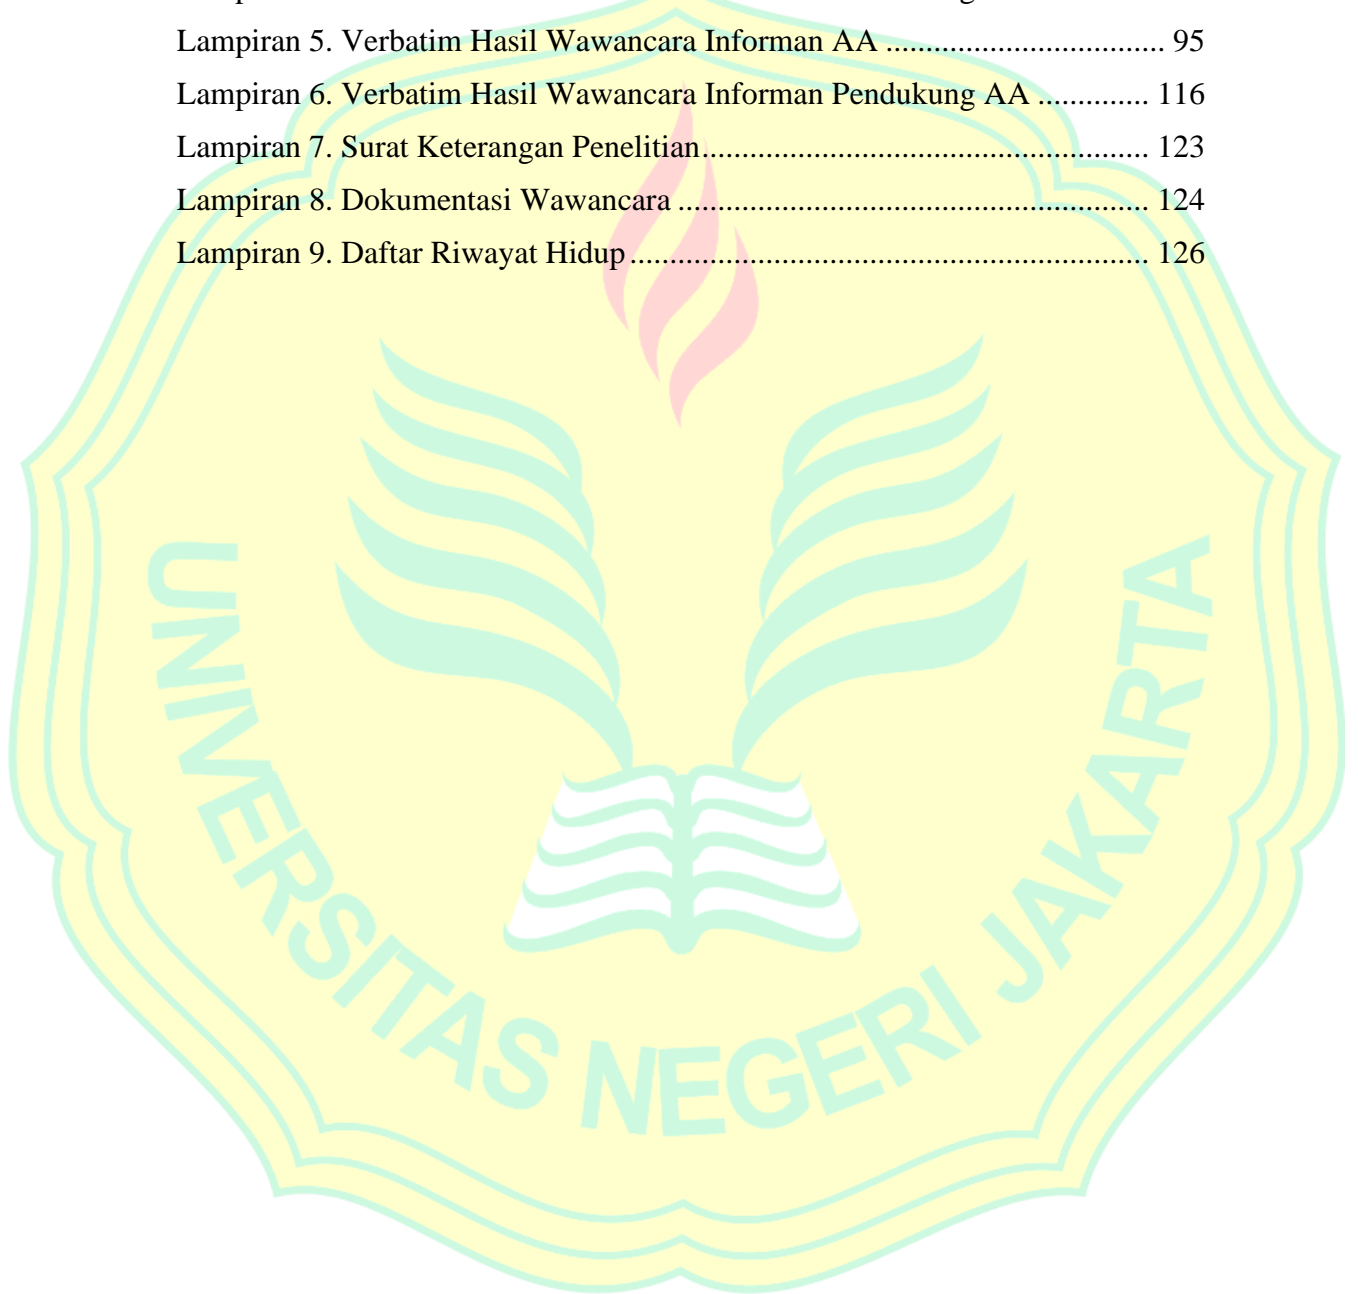 Lampiran 5. Verbatim Hasil Wawancara Informan AA .................................. 95
Lampiran 6. Verbatim Hasil Wawancara Informan Pendukung AA .............. 116
Lampiran 7. Surat Keterangan Penelitian...................................................... 123
Lampiran 8. Dokumentasi Wawancara ......................................................... 124
Lampiran 9. Daftar Riwayat Hidup ............................................................... 126
UNIVERSITAS NEGERI JAKARTA